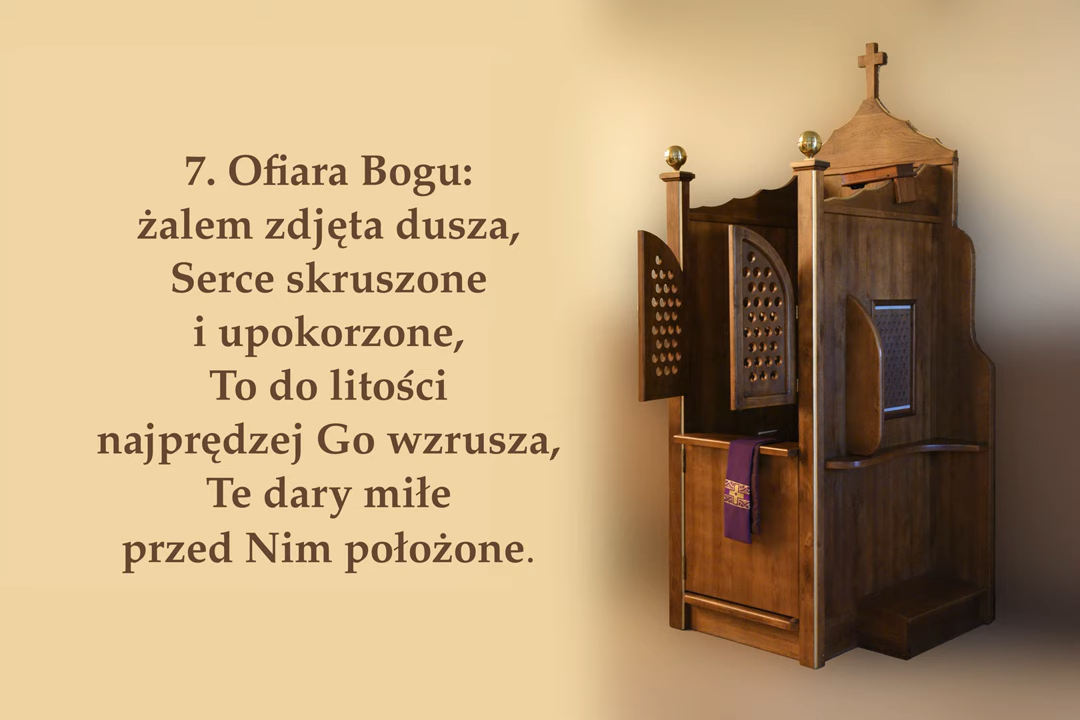 7. Ofiara Bogu:
żalem zdjęta dusza,
Serce skruszone
i upokorzone,
To do litości
najprędzej Go wzrusza,
Te dary miłe
przed Nim położone.